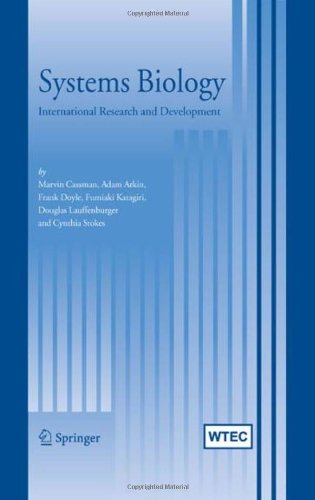 Systems Biology
International Research and Development
by
Marvin Cassman, Adam Arkin,
Frank Doyle, Fumiaki Katagiri,
Douglas Lauffenburger
and Cynthia Stokes
Springer
WTEC